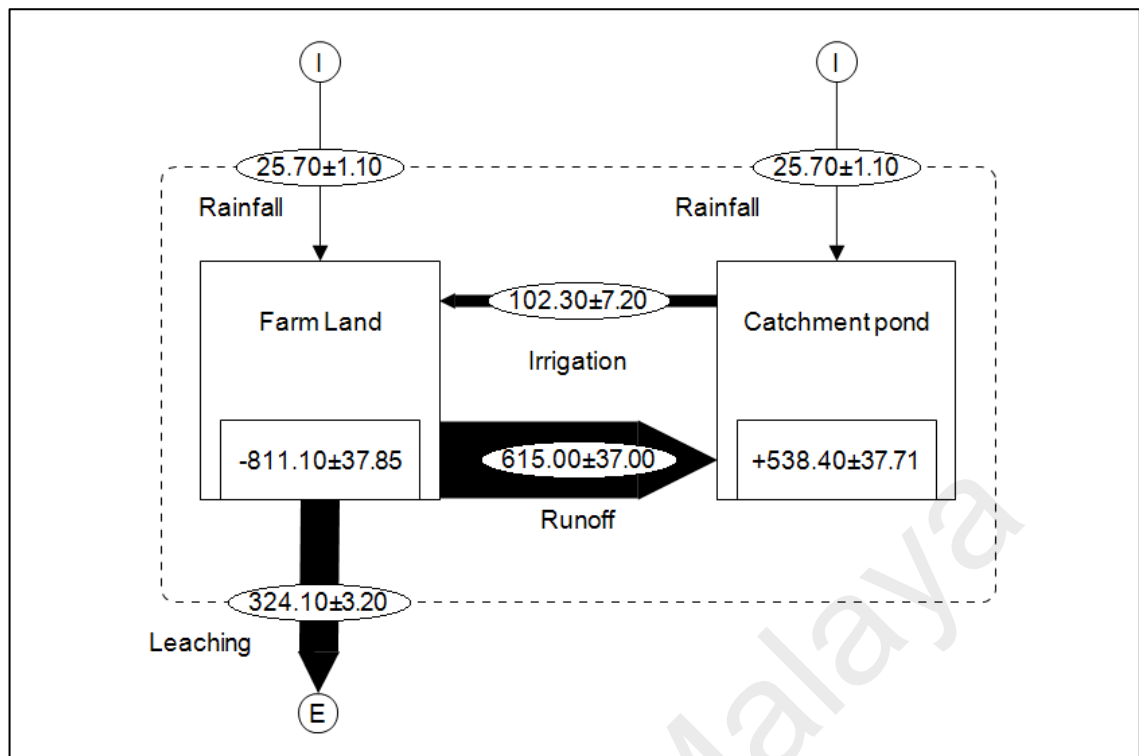 I I
25.70±1.10 25.70±1.10
Rainfall Rainfall
102.30±7.20
Farm Land Catchment pond
Irrigation
-811.10±37.85 615.00±37.00 +538.40±37.71
Runoff
324.10±3.20
Leaching
E
Malaya